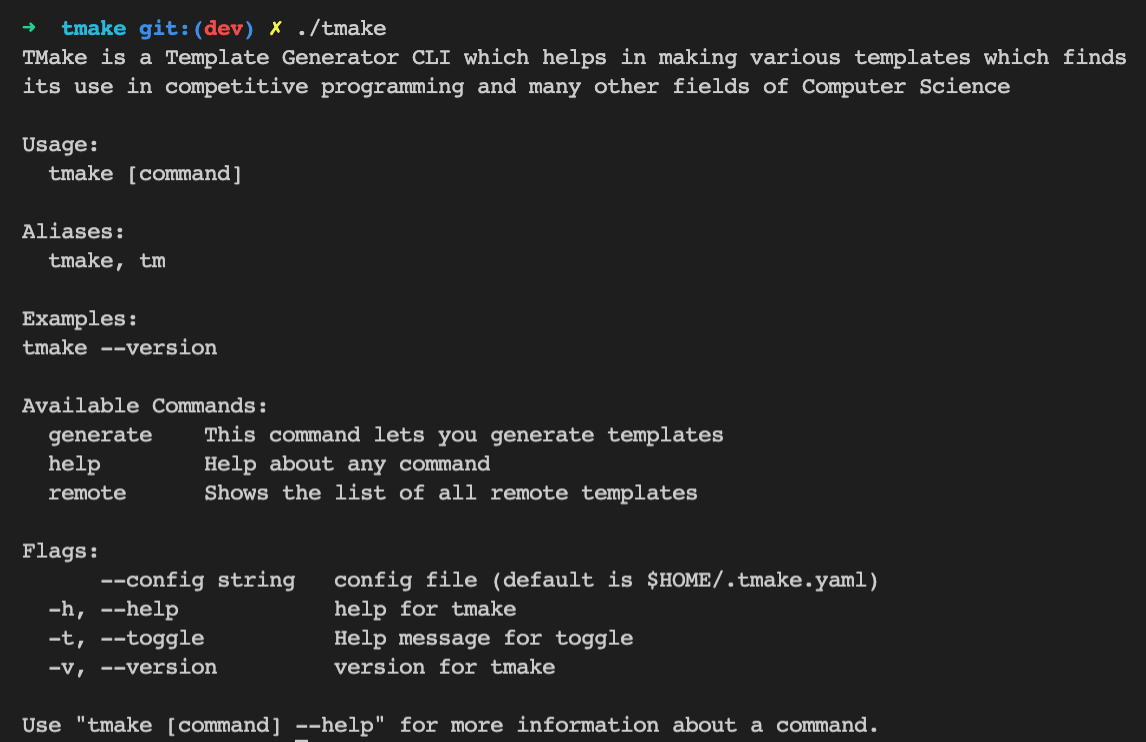 ➜  tmake git:(dev) ✗ ./tmake
TMake is a Template Generator CLI which helps in making various templates which finds
its use in competitive programming and many other fields of Computer Science

Usage:
  tmake [command]

Aliases:
  tmake, tm

Examples:
tmake --version

Available Commands:
  generate    This command lets you generate templates
  help        Help about any command
  remote      Shows the list of all remote templates

Flags:
      --config string   config file (default is $HOME/.tmake.yaml)
  -h, --help            help for tmake
  -t, --toggle          Help message for toggle
  -v, --version         version for tmake

Use "tmake [command] --help" for more information about a command.